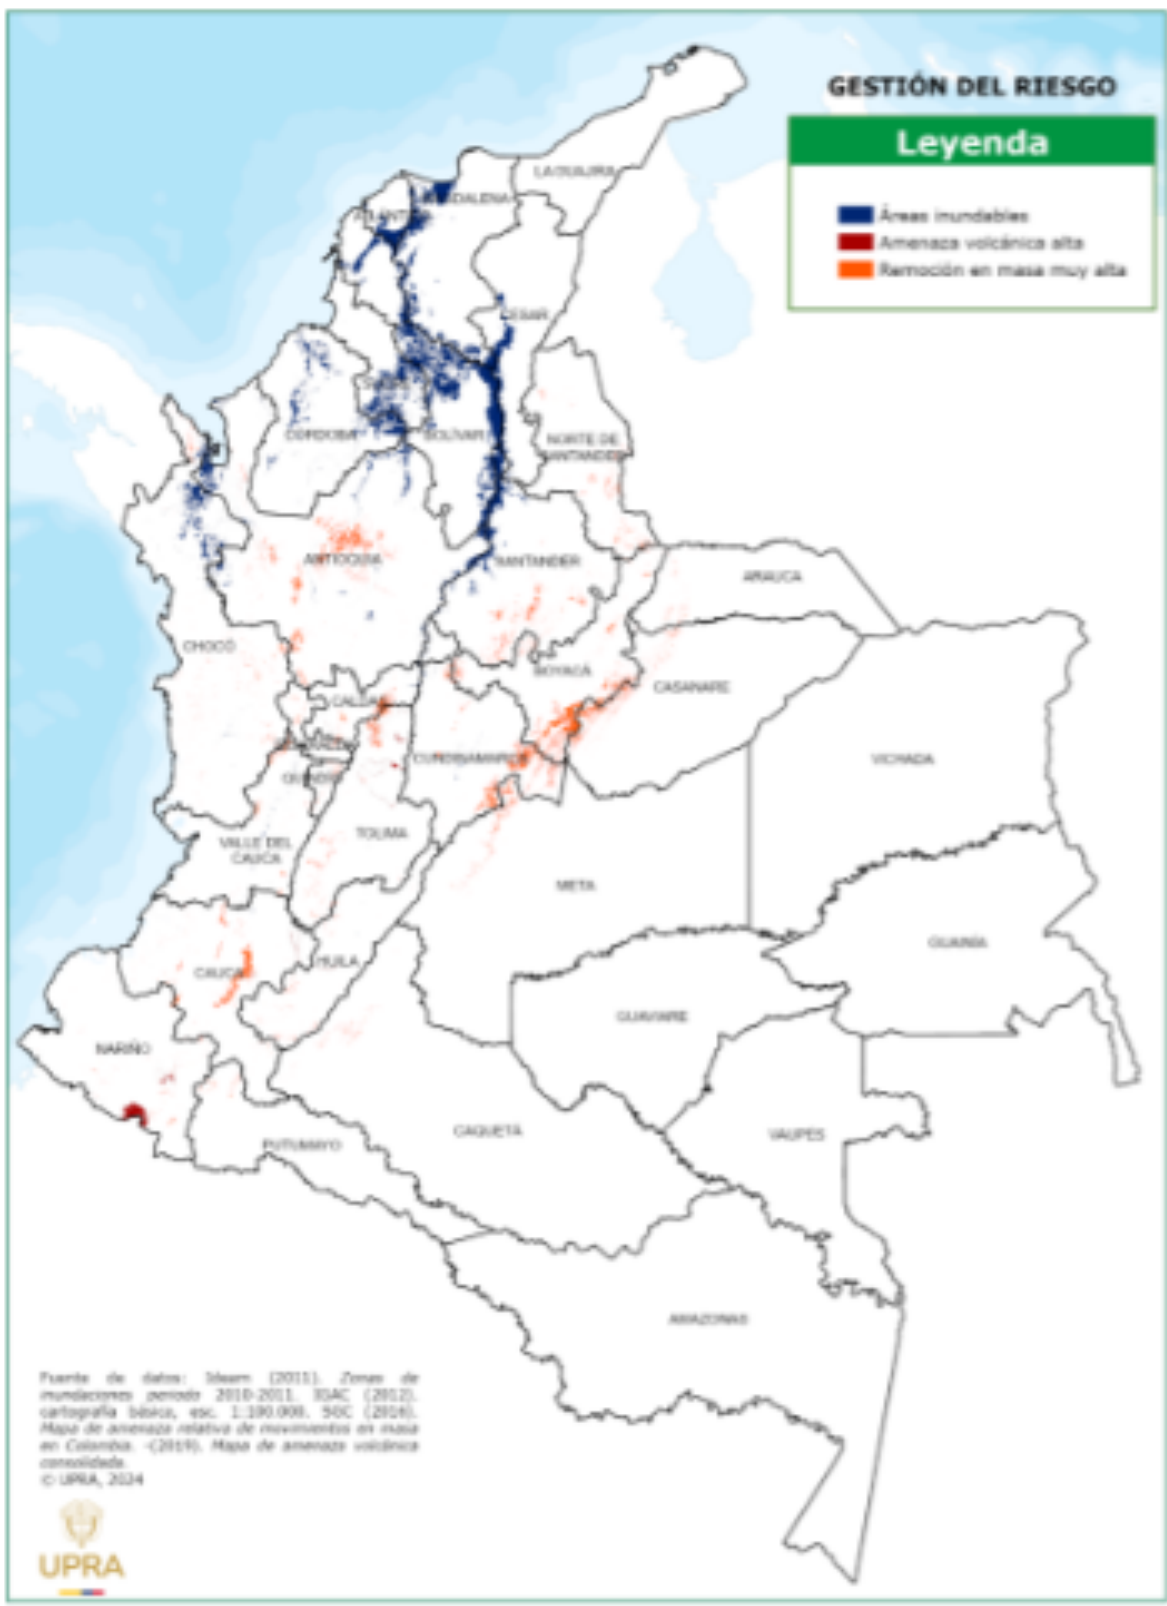 GESTIÓN DEL RIESGO
Leyenda
Áreas inundables
Amenaza volcánica alta
Remoción en masa muy alta
LA GUAJIRA
CESAR
NORTE DE
SANTANDER
CÓRDOBA
BOLÍVAR
ANTIOQUIA
SANTANDER
ARAUCA
CHOCÓ
BOYACÁ
CASANARE
CALDAS
CUNDINAMARCA
VICHADA
QUINDÍO
TOLIMA
VALLE DEL
CAUCA
META
GUAINÍA
CAUCA
HUILA
GUAVIARE
NARIÑO
CAQUETÁ
VAUPES
PUTUMAYO
AMAZONAS
Fuente de datos: Ideam (2011). Zonas de
inundaciones periodo 2010-2011. IGAC (2012).
cartografía básica, esc. 1:100.000. SGC (2016).
Mapa de amenaza relativa de movimientos en masa
en Colombia. -(2019). Mapa de amenaza volcánica
consolidada.
© UPRA, 2024
UPRA